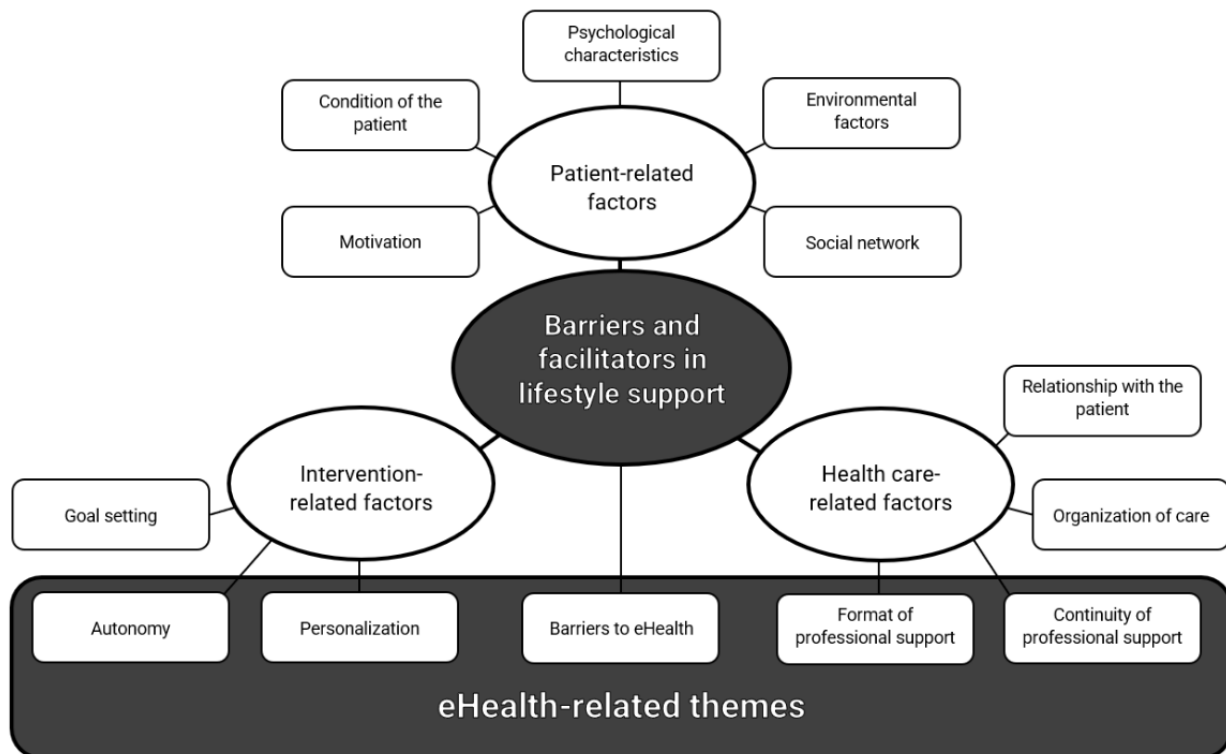 Psychological
characteristics
Condition of the
patient
Environmental
factors
Patient-related
factors
Motivation
Social network
Barriers and
facilitators in
lifestyle support
Relationship with the
patient
Intervention-
related factors
Health care-
related factors
Goal setting
Organization of care
Autonomy
Personalization
Barriers to eHealth
Format of
professional support
Continuity of
professional support
eHealth-related themes